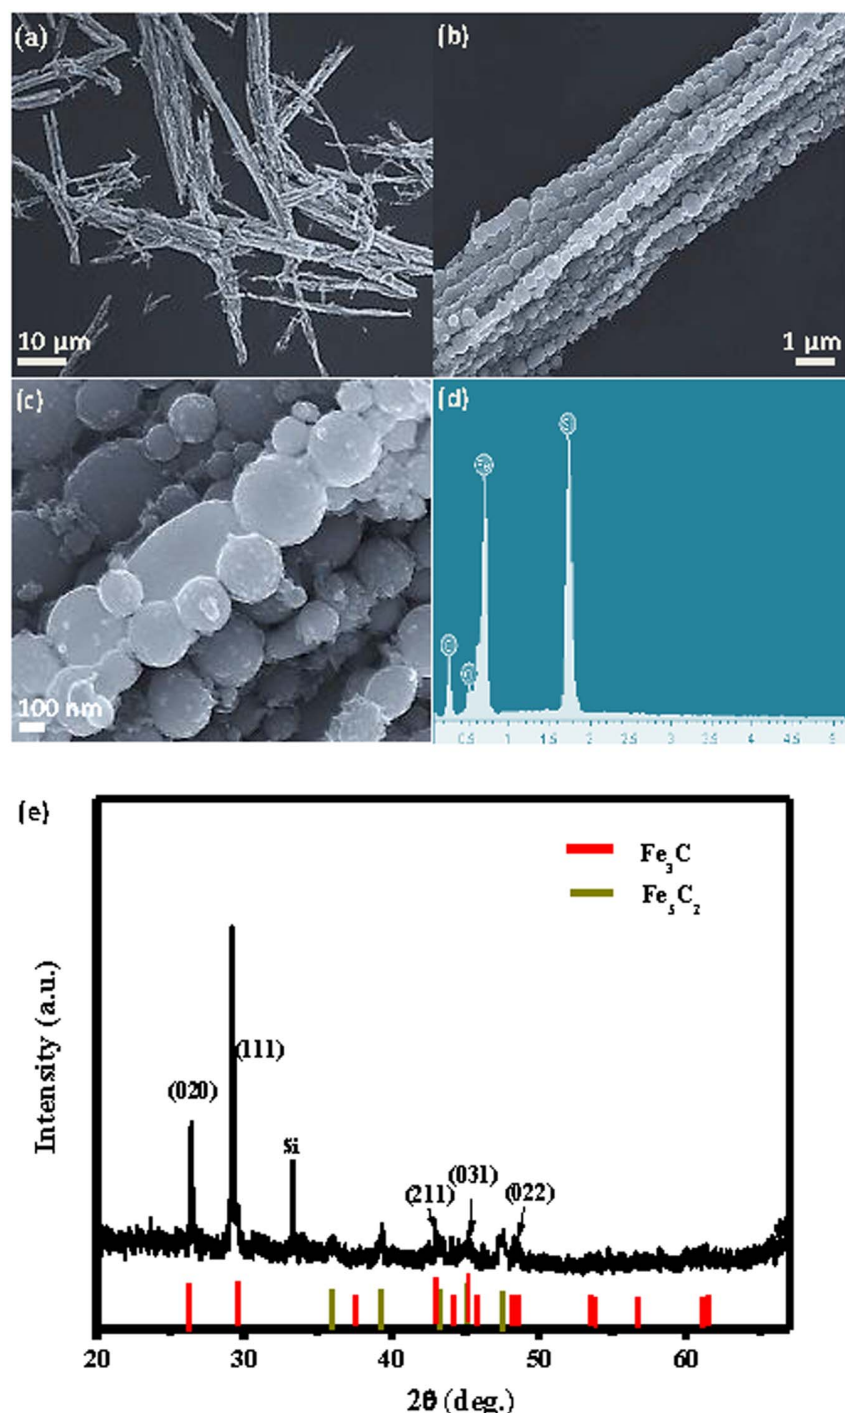 (a)
10 μm
(b)
1 μm
(c)
100 nm
(d)
C
O
Fe
Si
0.5 1 1.5 2 2.5 3 3.5 4 4.5 5
(e)
Intensity (a.u.)
Fe3C
Fe5C2
(020)
(111)
Si
(211)
(031)
(022)
20 30 40 50 60
2θ (deg.)